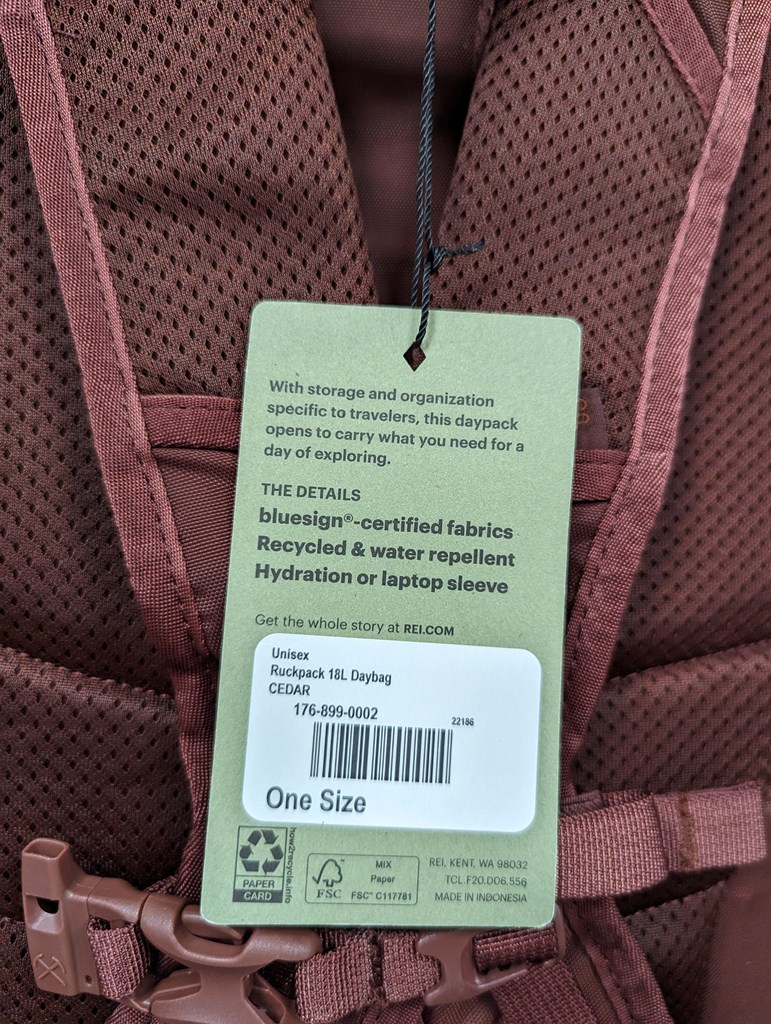 With storage and organization
specific to travelers, this daypack
opens to carry what you need for a
day of exploring.
THE DETAILS
bluesign®-certified fabrics
Recycled & water repellent
Hydration or laptop sleeve
Get the whole story at REI.COM
Unisex
Ruckpack 18L Daybag
CEDAR
176-899-0002
22186
One Size
how2recycle.info
PAPER
CARD
FSC™
MIX
Paper
FSC™ C117781
REI, KENT, WA 98032
TCL.F20.D06.556
MADE IN INDONESIA